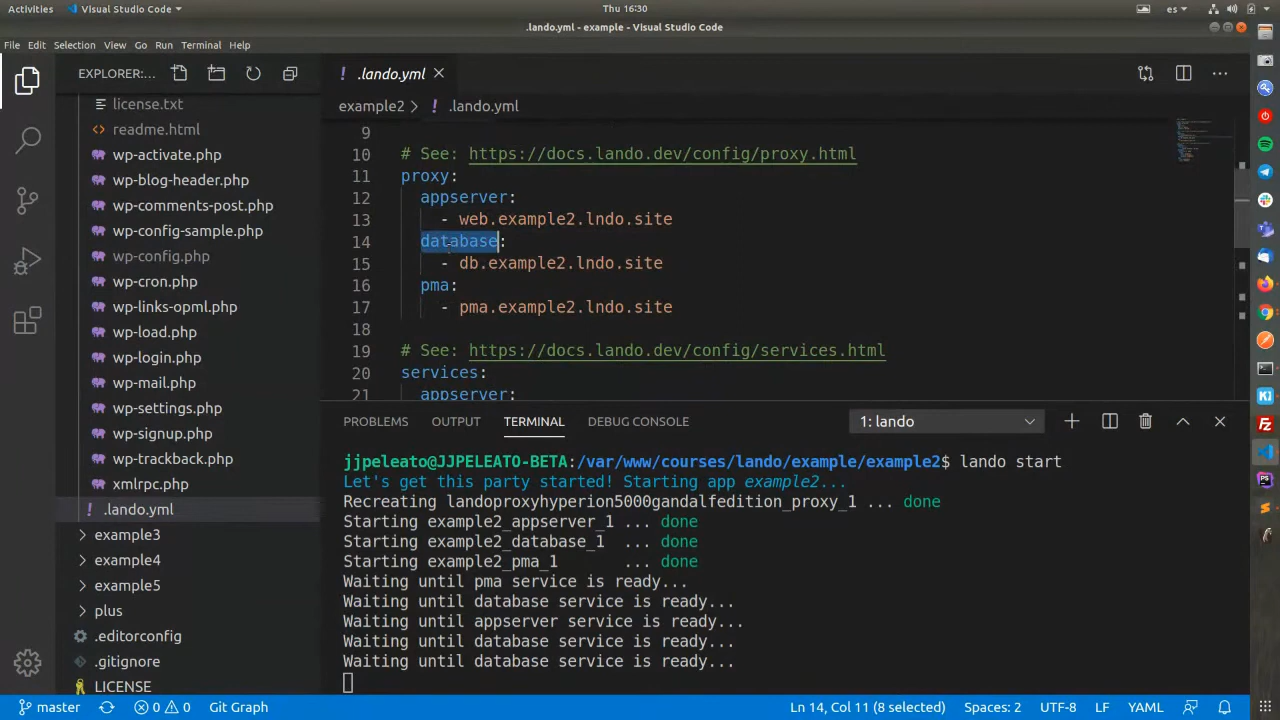 Activities
Visual Studio Code
Thu 16:30
es
.lando.yml - example - Visual Studio Code
File Edit Selection View Go Run Terminal Help
EXPLORER:...
license.txt
readme.html
wp-activate.php
wp-blog-header.php
wp-comments-post.php
wp-config-sample.php
wp-config.php
wp-cron.php
wp-links-opml.php
wp-load.php
wp-login.php
wp-mail.php
wp-settings.php
wp-signup.php
wp-trackback.php
xmlrpc.php
! .lando.yml
example3
example4
example5
plus
.editorconfig
.gitignore
LICENSE
! .lando.yml
example2 > ! .lando.yml
9
10 # See: https://docs.lando.dev/config/proxy.html
11 proxy:
12 appserver:
13 - web.example2.lndo.site
14 database:
15 - db.example2.lndo.site
16 pma:
17 - pma.example2.lndo.site
18
19 # See: https://docs.lando.dev/config/services.html
20 services:
21 appserver:
PROBLEMS OUTPUT TERMINAL DEBUG CONSOLE
1: lando
jjpeleato@JJPELEATO-BETA:/var/www/courses/lando/example/example2$ lando start
Let's get this party started! Starting app example2...
Recreating landoproxyhyperion5000gandalfedition_proxy_1 ... done
Starting example2_appserver_1 ... done
Starting example2_database_1 ... done
Starting example2_pma_1 ... done
Waiting until pma service is ready...
Waiting until database service is ready...
Waiting until appserver service is ready...
Waiting until database service is ready...
Waiting until database service is ready...
master
0 0
Git Graph
Ln 14, Col 11 (8 selected)
Spaces: 2
UTF-8
LF
YAML